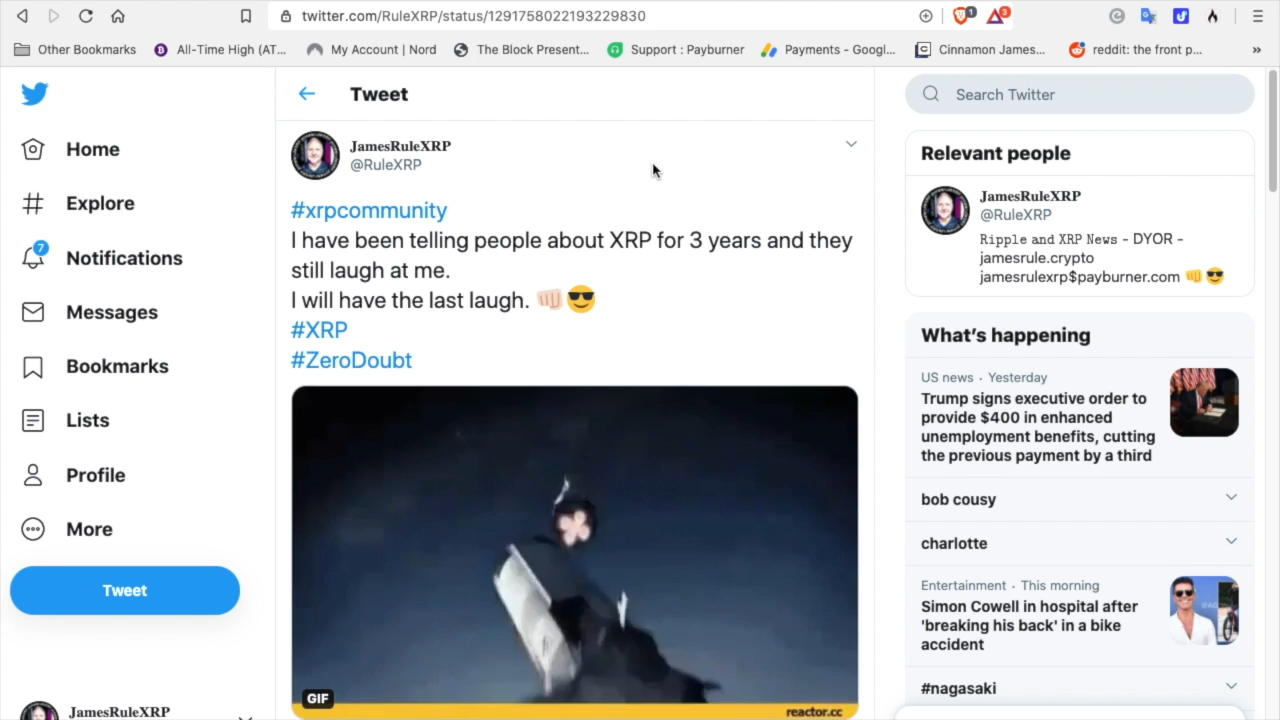 twitter.com/RuleXRP/status/1291758022193229830
1
3
Other Bookmarks
All-Time High (AT...
My Account | Nord
The Block Present...
Support : Payburner
Payments - Googl...
Cinnamon James...
reddit: the front p...
»
Home
Explore
7
Notifications
Messages
Bookmarks
Lists
Profile
More
Tweet
JamesRuleXRP
Tweet
JamesRuleXRP
@RuleXRP
#xrpcommunity
I have been telling people about XRP for 3 years and they
still laugh at me.
I will have the last laugh. 👊🏻😎
#XRP
#ZeroDoubt
GIF
reactor.cc
Search Twitter
Relevant people
JamesRuleXRP
@RuleXRP
Ripple and XRP News - DYOR -
jamesrule.crypto
jamesrulexrp$payburner.com 👊😎
What’s happening
US news · Yesterday
Trump signs executive order to
provide $400 in enhanced
unemployment benefits, cutting
the previous payment by a third
bob cousy
charlotte
Entertainment · This morning
Simon Cowell in hospital after
'breaking his back' in a bike
accident
#nagasaki